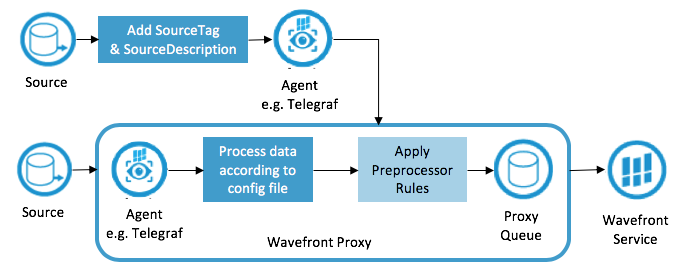 Add SourceTag
& SourceDescription
Source
Agent
e.g. Telegraf
Process data
according to
config file
Apply
Preprocessor
Rules
Source
Agent
e.g. Telegraf
Proxy
Queue
Wavefront
Service
Wavefront Proxy